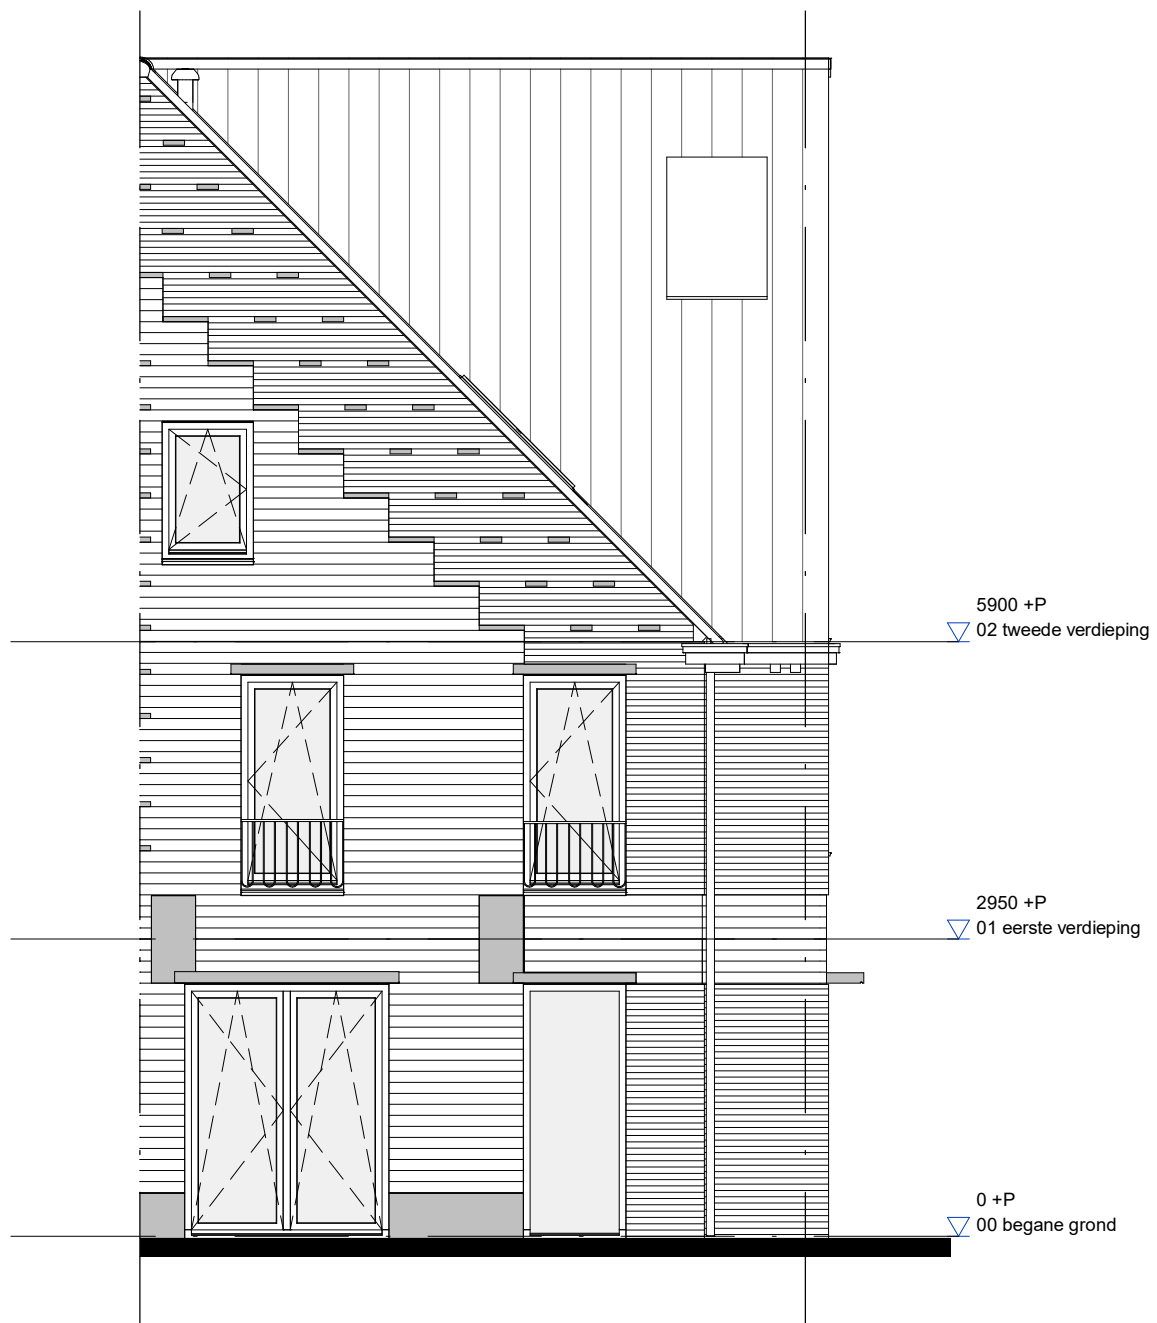 5900 +P
02 tweede verdieping
2950 +P
01 eerste verdieping
0 +P
00 begane grond